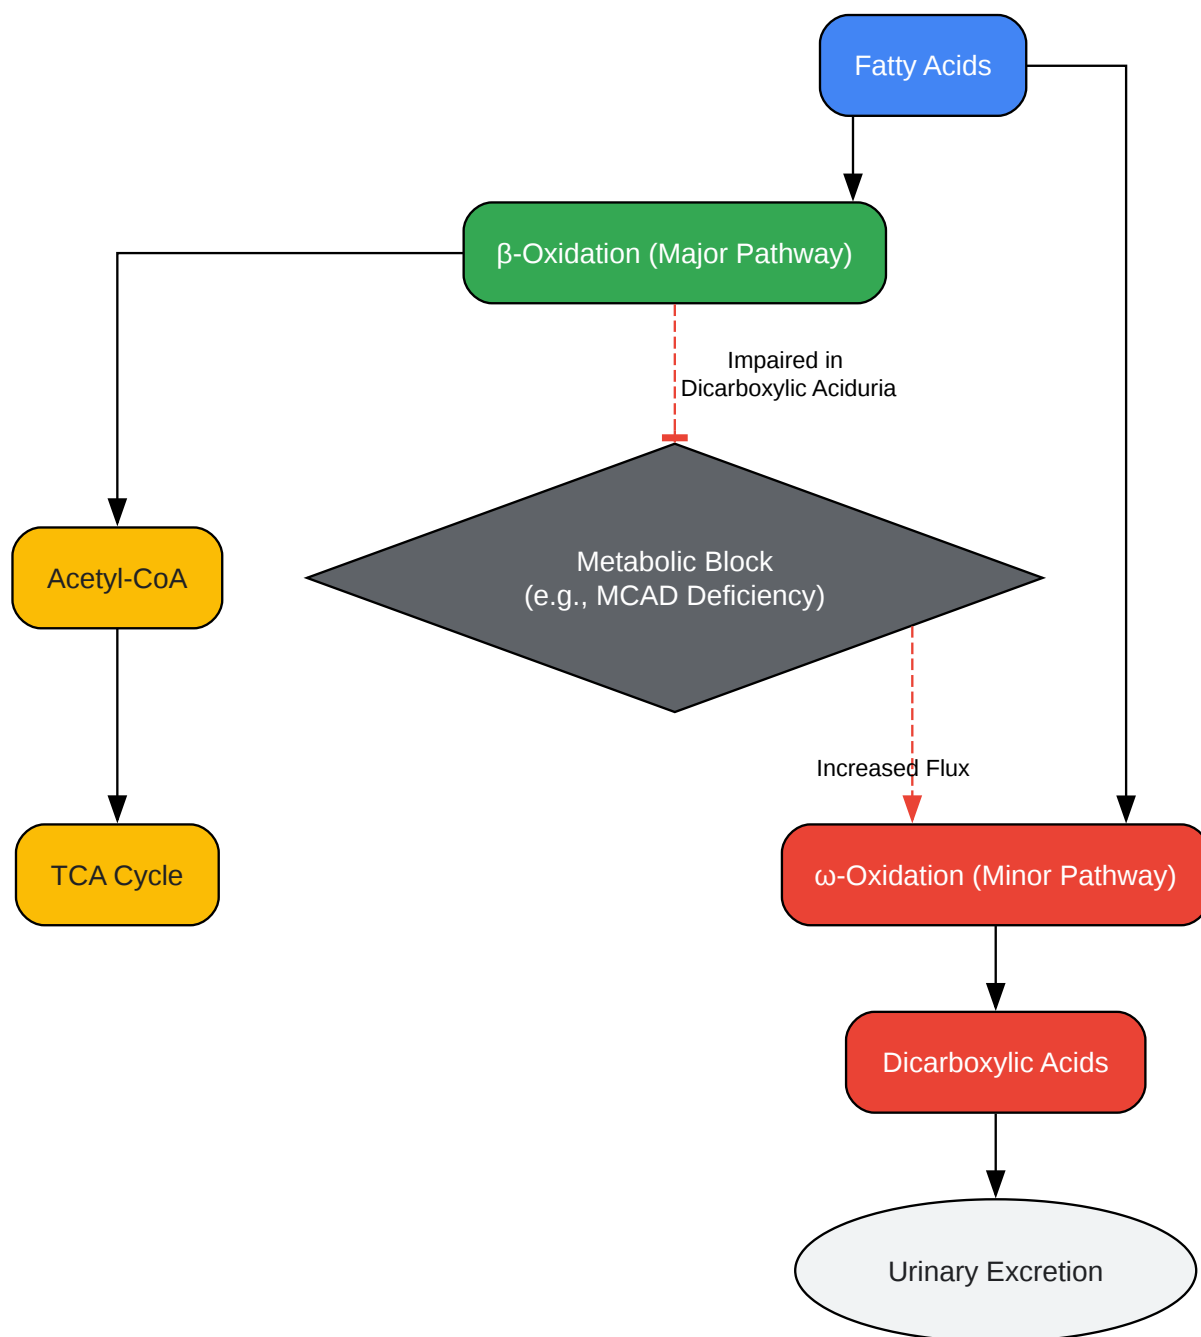 Fatty Acids
β-Oxidation (Major Pathway)
Impaired in
Dicarboxylic Aciduria
Metabolic Block
(e.g., MCAD Deficiency)
Acetyl-CoA
Increased Flux
TCA Cycle
ω-Oxidation (Minor Pathway)
Dicarboxylic Acids
Urinary Excretion